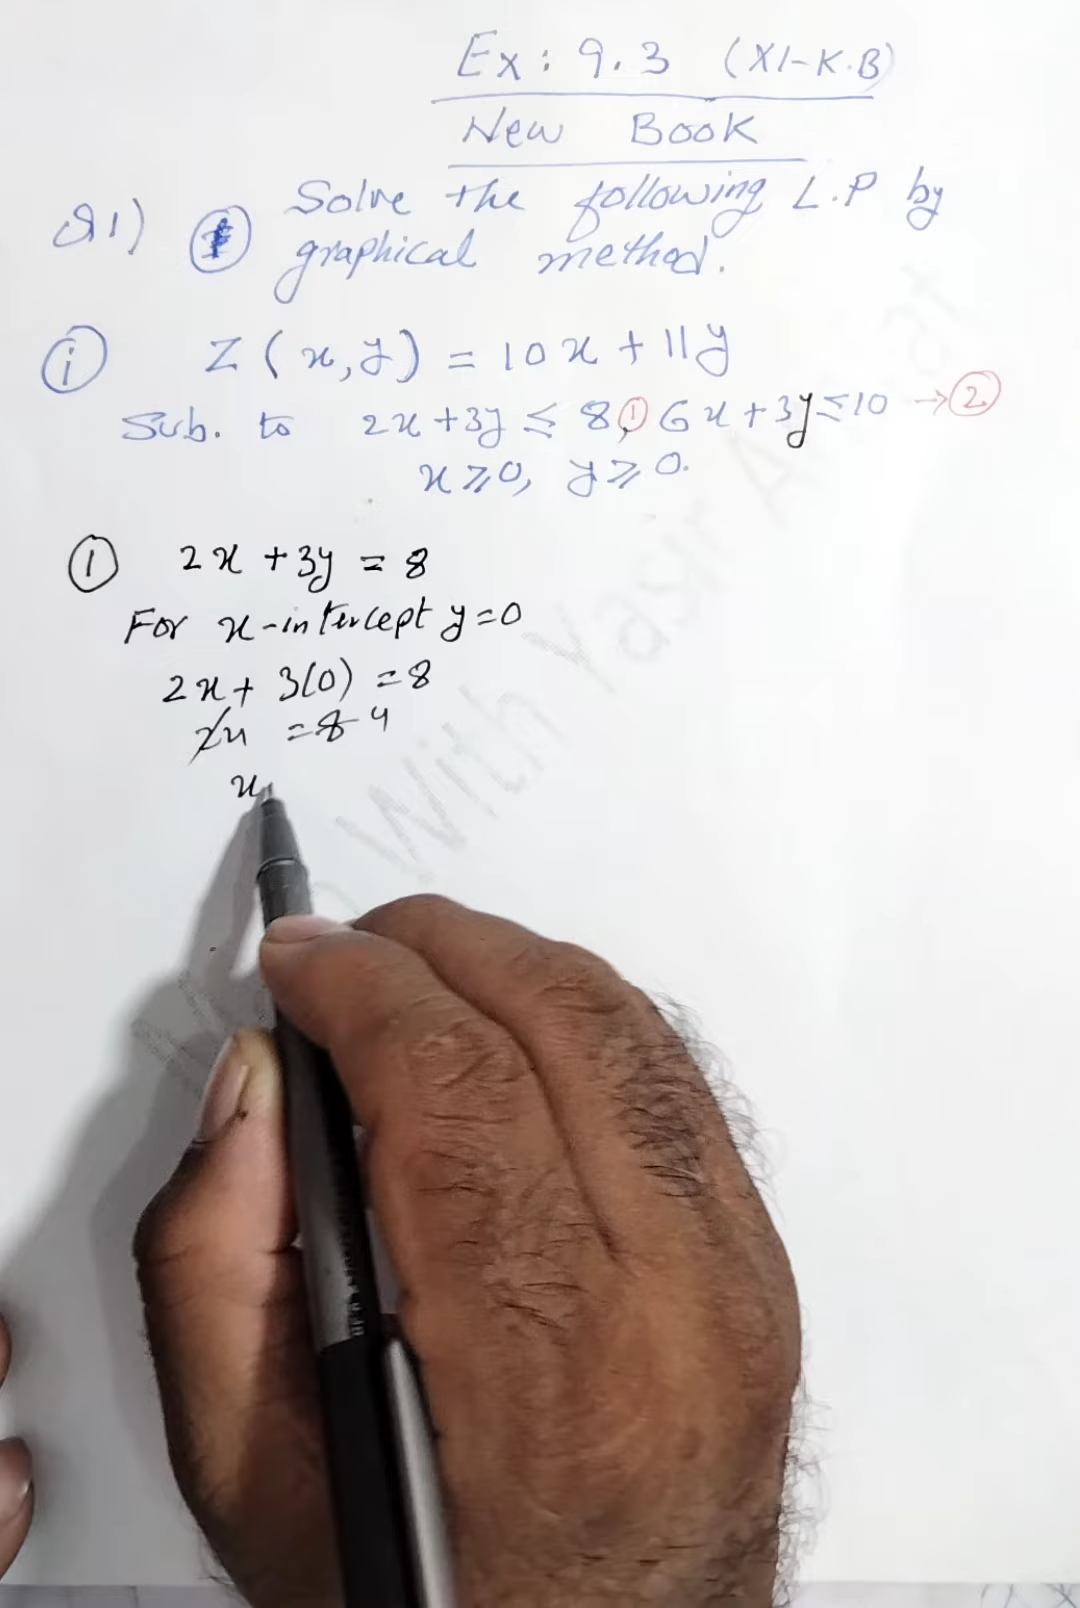 Ex: 9.3 (XI-K.B)
New Book
Q1) Solve the following L.P by
graphical method.
i Z(x,y) = 10x + 11y
Sub. to 2x+3y ≤ 8, ① 6x+3y≤10 →②
x≥0, y≥0.
① 2x+3y = 8
For x-intercept y=0
2x+ 3(0) =8
2x =8 4
x
With Yasir